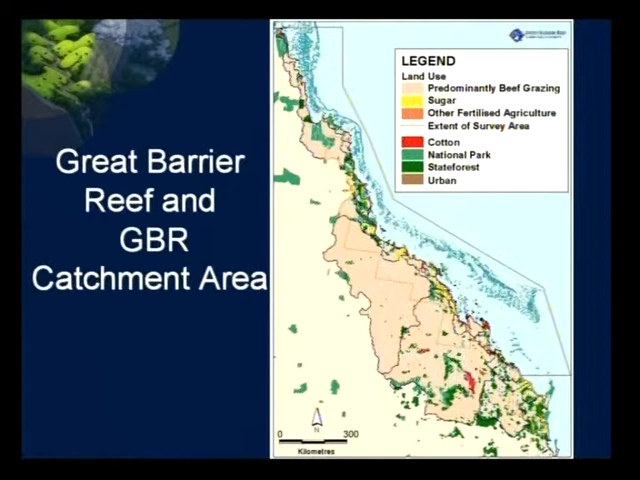 Great Barrier
Reef and
GBR
Catchment Area
LEGEND
Land Use
Predominantly Beef Grazing
Sugar
Other Fertilised Agriculture
Extent of Survey Area
Cotton
National Park
Stateforest
Urban
N
0 300
Kilometres